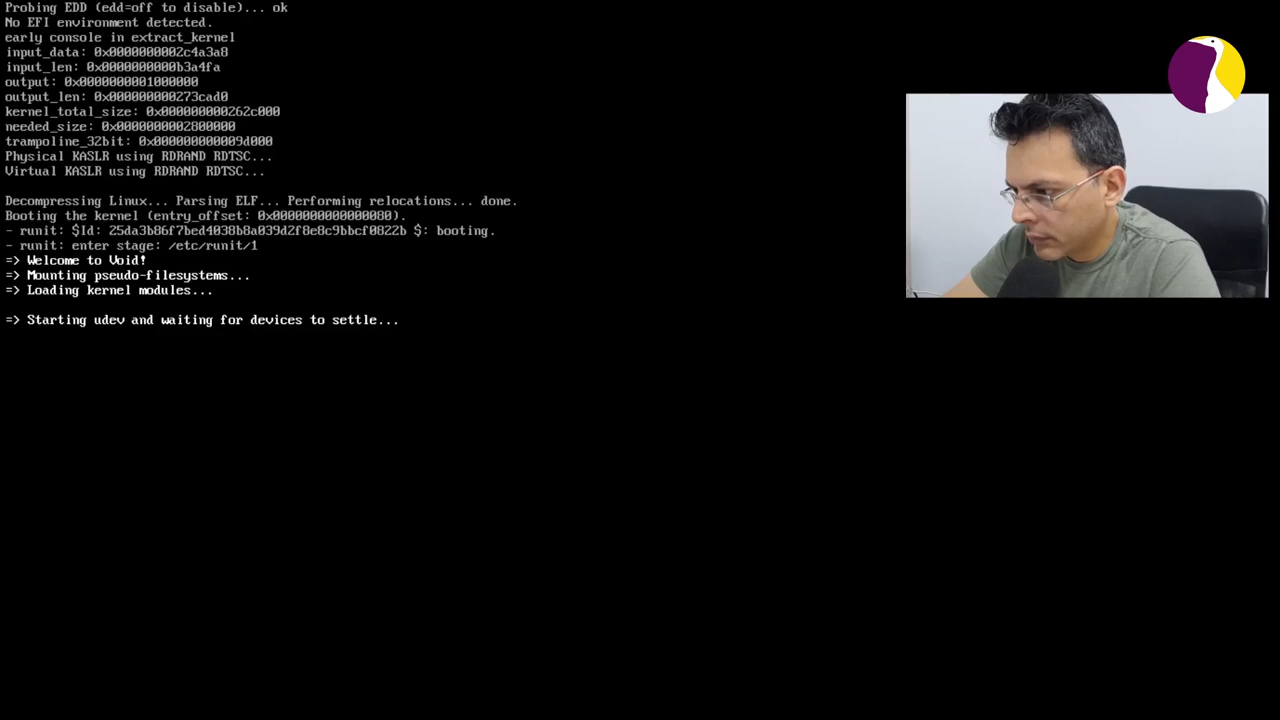 Probing EDD (edd=off to disable)... ok
No EFI environment detected.
early console in extract_kernel
input_data: 0x0000000002c4a3a8
input_len: 0x0000000000b3a4fa
output: 0x0000000001000000
output_len: 0x000000000273cad0
kernel_total_size: 0x000000000262c000
needed_size: 0x0000000002800000
trampoline_32bit: 0x000000000009d000
Physical KASLR using RDRAND RDTSC...
Virtual KASLR using RDRAND RDTSC...
Decompressing Linux... Parsing ELF... Performing relocations... done.
Booting the kernel (entry_offset: 0x0000000000000080).
- runit: $Id: 25da3b86f7bed4038b8a039d2f8e8c9bbcf0822b $: booting.
- runit: enter stage: /etc/runit/1
=> Welcome to Void!
=> Mounting pseudo-filesystems...
=> Loading kernel modules...
=> Starting udev and waiting for devices to settle...